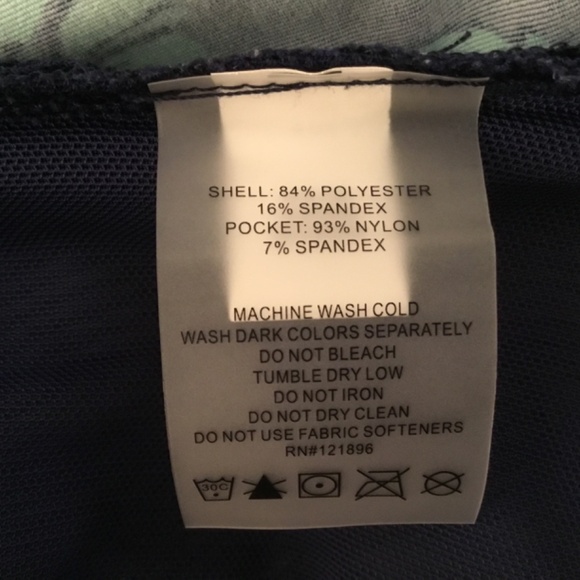 SHELL: 84% POLYESTER
16% SPANDEX
POCKET: 93% NYLON
7% SPANDEX
MACHINE WASH COLD
WASH DARK COLORS SEPARATELY
DO NOT BLEACH
TUMBLE DRY LOW
DO NOT IRON
DO NOT DRY CLEAN
DO NOT USE FABRIC SOFTENERS
RN#121896
30C